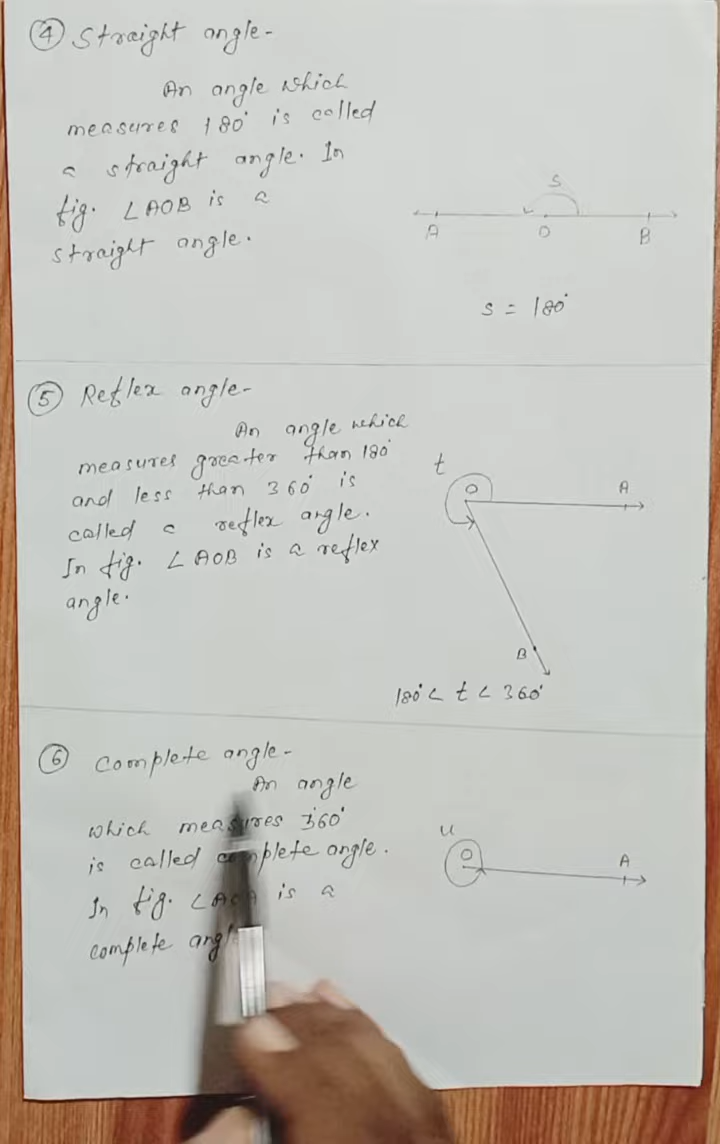 ④ Straight angle-
An angle which
measures 180° is called
a straight angle. In
fig. ∠AOB is a
straight angle.
S
A O B
s = 180°
⑤ Reflex angle-
An angle which
measures greater than 180°
and less than 360° is
called a reflex angle.
In fig. ∠AOB is a reflex
angle.
t
O A
B
180° < t < 360°
⑥ Complete angle-
An angle
which measures 360°
is called complete angle.
In fig. is a
complete
u
O A